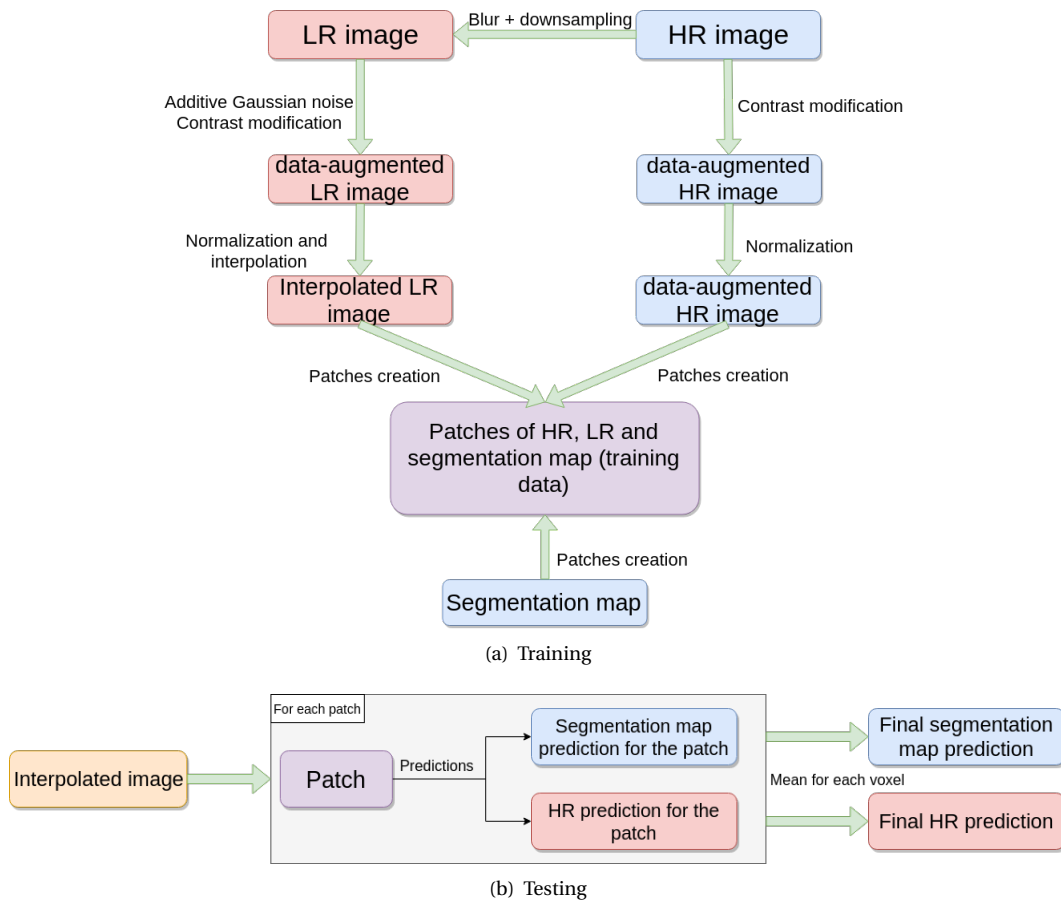 Blur + downsampling
LR image
HR image
Additive Gaussian noise
Contrast modification
Contrast modification
data-augmented
LR image
data-augmented
HR image
Normalization and
interpolation
Normalization
Interpolated LR
image
data-augmented
HR image
Patches creation
Patches creation
Patches of HR, LR and
segmentation map (training
data)
Patches creation
Segmentation map
(a) Training
For each patch
Interpolated image
Patch
Predictions
Segmentation map
prediction for the patch
HR prediction for the
patch
Mean for each voxel
Final segmentation
map prediction
Final HR prediction
(b) Testing